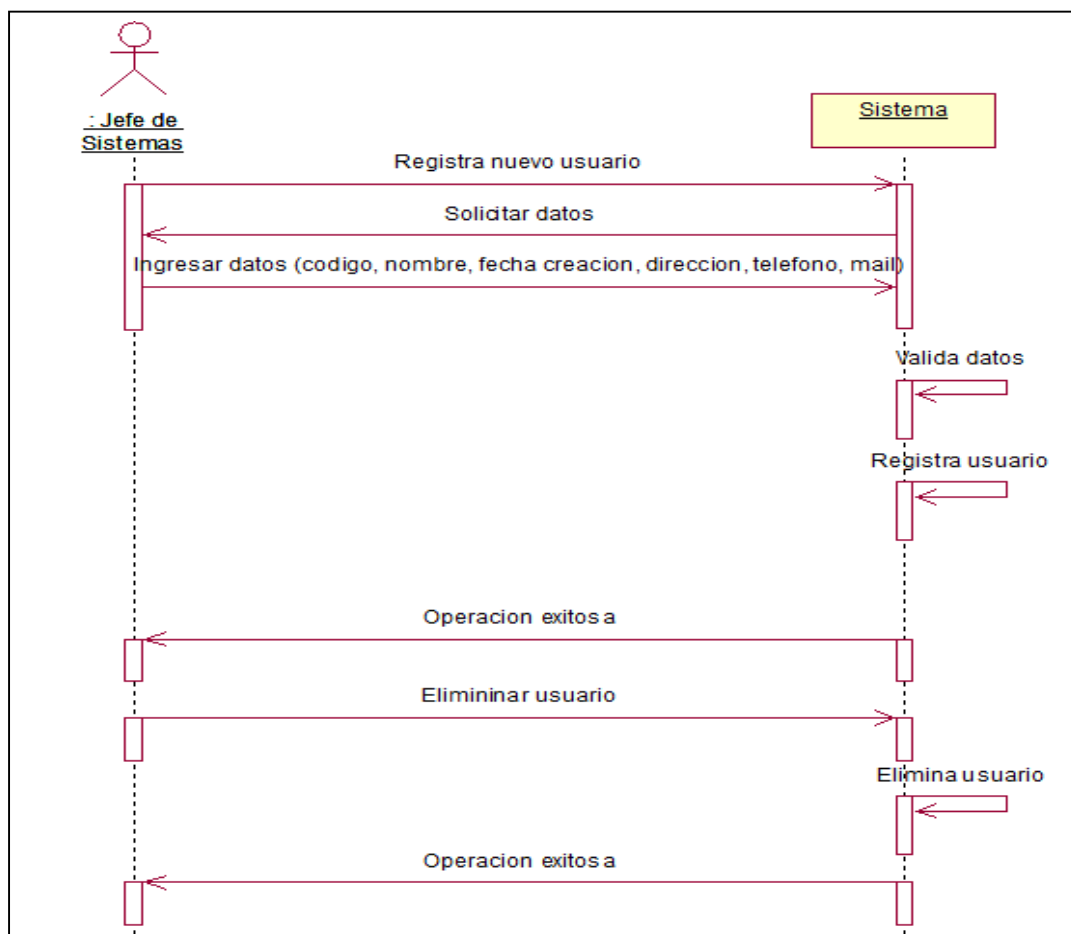 : Jefe de
Sistemas
Sistema
Registra nuevo usuario
Solicitar datos
Ingresar datos (codigo, nombre, fecha creacion, direccion, telefono, mail)
Valida datos
Registra usuario
Operacion exitosa
Elimininar usuario
Elimina usuario
Operacion exitosa